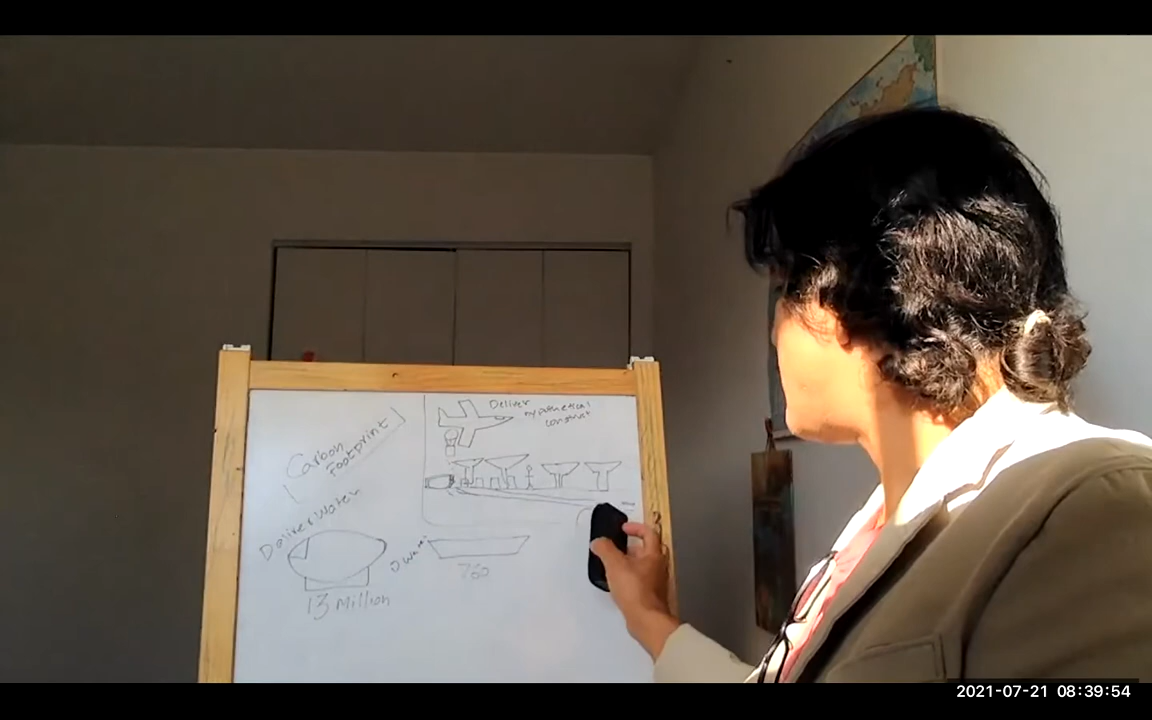 Carbon
Footprint
Deliver Water
13 Million
Deliver
hypothetical
construct
760
2021-07-21 08:39:54